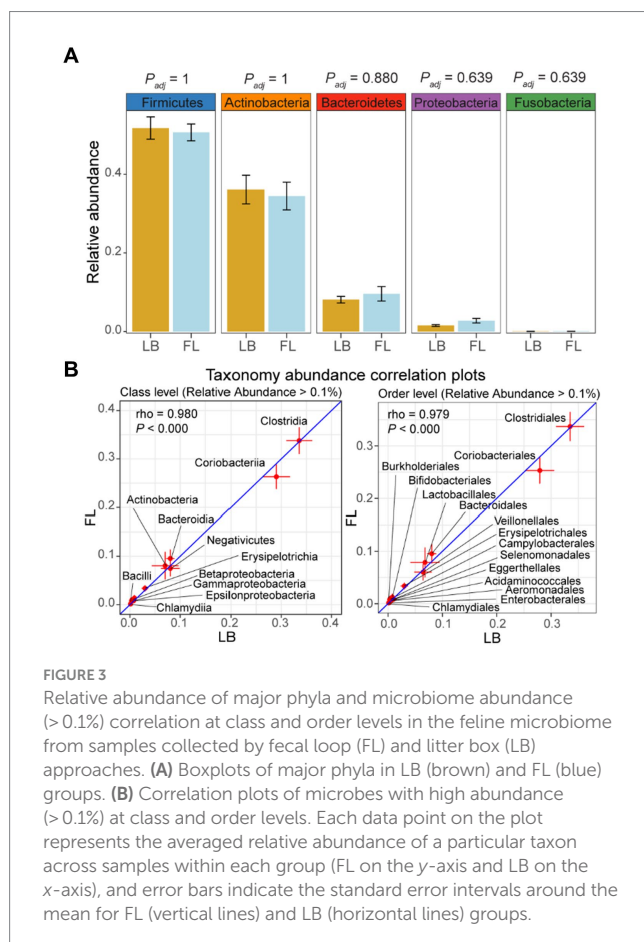 A
Padj = 1
Padj = 1
Padj = 0.880
Padj = 0.639
Padj = 0.639
Firmicutes
Actinobacteria
Bacteroidetes
Proteobacteria
Fusobacteria
Relative abundance
0.4
0.2
0.0
LB FL
LB FL
LB FL
LB FL
LB FL
B
Taxonomy abundance correlation plots
Class level (Relative Abundance > 0.1%)
rho = 0.980
P < 0.000
Clostridia
Coriobacteriia
Actinobacteria
Bacteroidia
Negativicutes
Erysipelotrichia
Bacilli
Betaproteobacteria
Gammaproteobacteria
Epsilonproteobacteria
Chlamydiia
FL
0.4
0.3
0.2
0.1
0.0
0.0 0.1 0.2 0.3 0.4
LB
Order level (Relative Abundance > 0.1%)
rho = 0.979
P < 0.000
Clostridiales
Coriobacteriales
Burkholderiales
Bifidobacteriales
Lactobacillales
Bacteroidales
Veillonellales
Erysipelotrichales
Campylobacterales
Selenomonadales
Eggerthellales
Acidaminococcales
Aeromonadales
Enterobacterales
Chlamydiales
FL
0.3
0.2
0.1
0.0
0.0 0.1 0.2 0.3
LB
FIGURE 3
Relative abundance of major phyla and microbiome abundance
(> 0.1%) correlation at class and order levels in the feline microbiome
from samples collected by fecal loop (FL) and litter box (LB)
approaches. (A) Boxplots of major phyla in LB (brown) and FL (blue)
groups. (B) Correlation plots of microbes with high abundance
(> 0.1%) at class and order levels. Each data point on the plot
represents the averaged relative abundance of a particular taxon
across samples within each group (FL on the y-axis and LB on the
x-axis), and error bars indicate the standard error intervals around the
mean for FL (vertical lines) and LB (horizontal lines) groups.